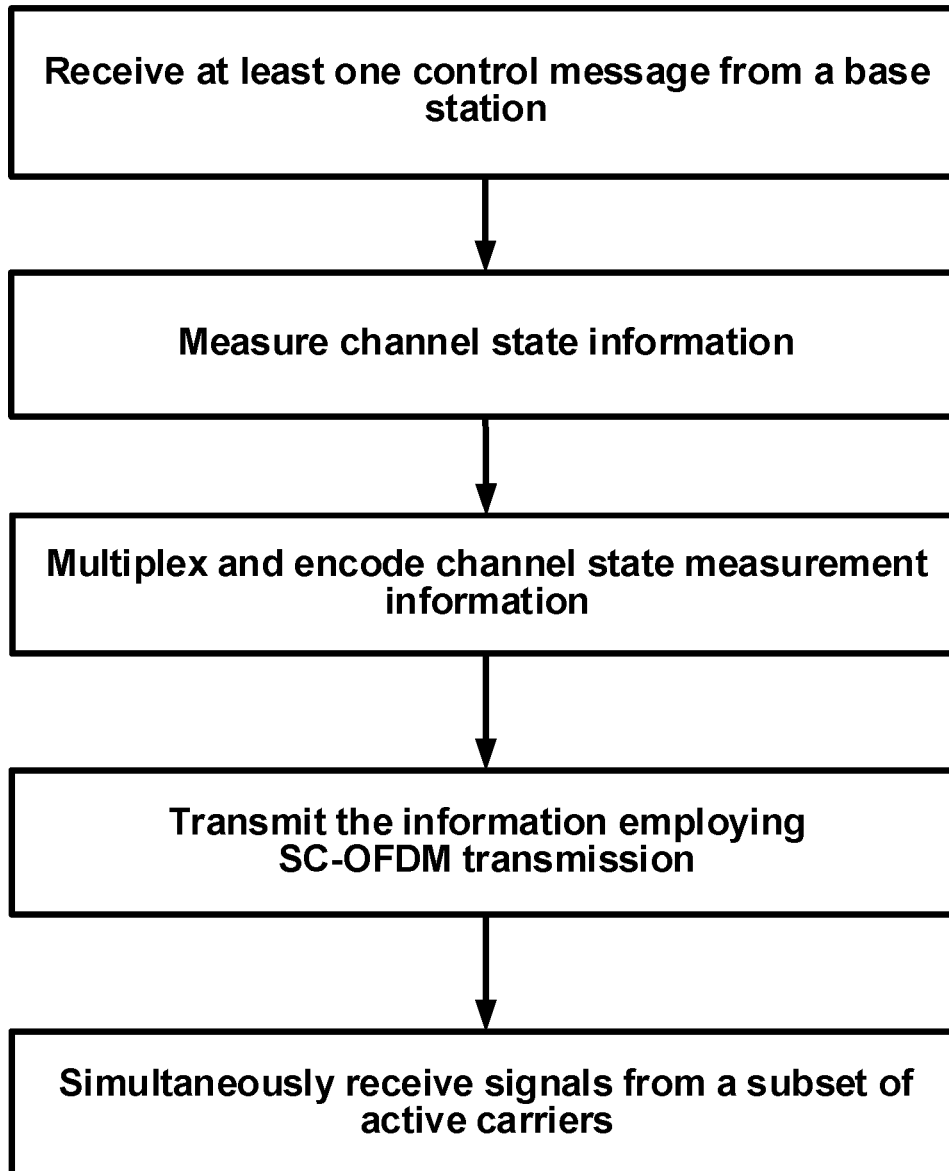 Receive at least one control message from a base
station
Measure channel state information
Multiplex and encode channel state measurement
information
Transmit the information employing
SC-OFDM transmission
Simultaneously receive signals from a subset of
active carriers